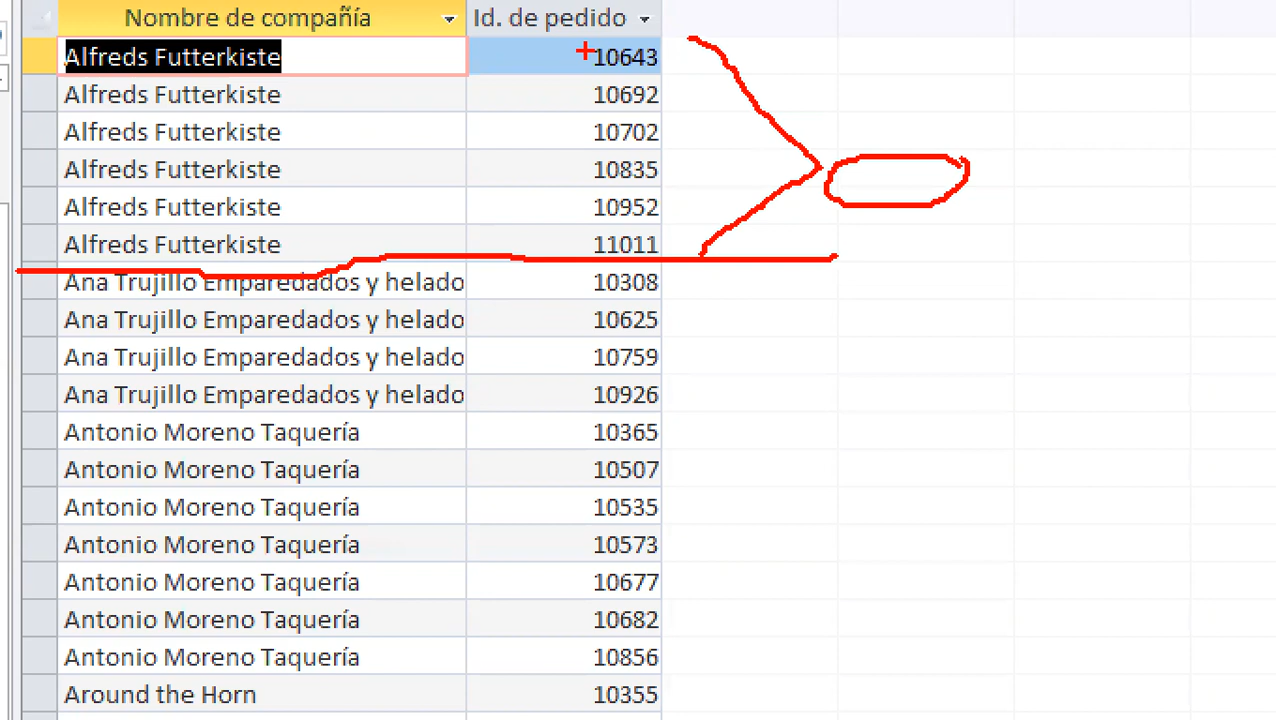 Nombre de compañía Id. de pedido
Alfreds Futterkiste 10643
Alfreds Futterkiste 10692
Alfreds Futterkiste 10702
Alfreds Futterkiste 10835
Alfreds Futterkiste 10952
Alfreds Futterkiste 11011
Ana Trujillo Emparedados y helado 10308
Ana Trujillo Emparedados y helado 10625
Ana Trujillo Emparedados y helado 10759
Ana Trujillo Emparedados y helado 10926
Antonio Moreno Taquería 10365
Antonio Moreno Taquería 10507
Antonio Moreno Taquería 10535
Antonio Moreno Taquería 10573
Antonio Moreno Taquería 10677
Antonio Moreno Taquería 10682
Antonio Moreno Taquería 10856
Around the Horn 10355